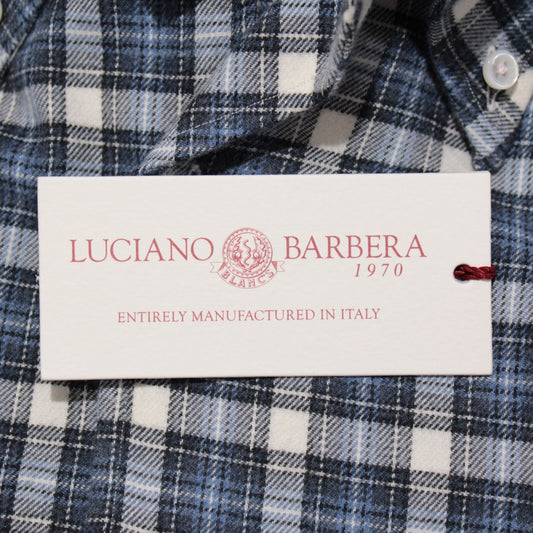 LUCIANO BARBERA
BLANCS
1970
ENTIRELY MANUFACTURED IN ITALY